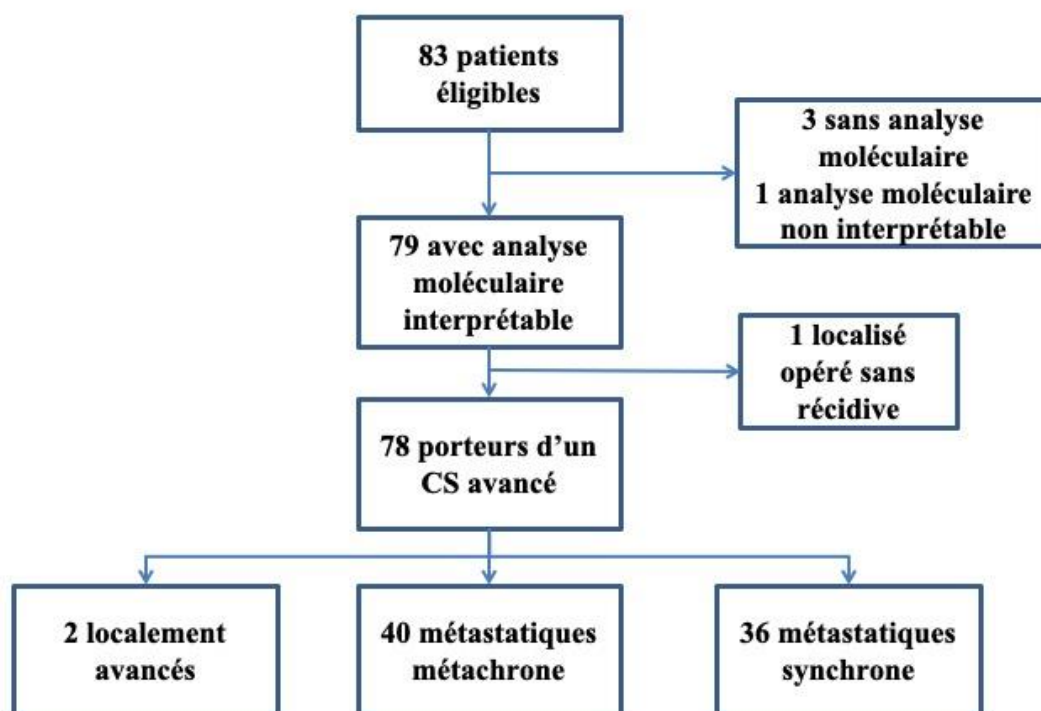 83 patients
éligibles
3 sans analyse
moléculaire
1 analyse moléculaire
non interprétable
79 avec analyse
moléculaire
interprétable
1 localisé
opéré sans
récidive
78 porteurs d’un
CS avancé
2 localement
avancés
40 métastatiques
métachrone
36 métastatiques
synchrone